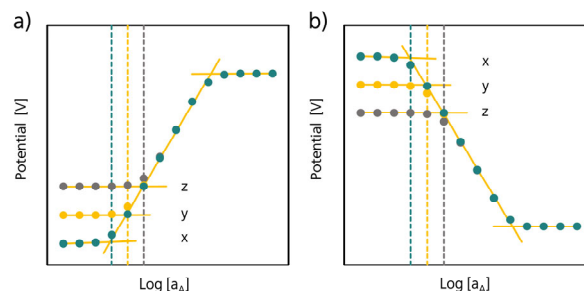 a)
Potential [V]
z
y
x
Log [aA]
b)
Potential [V]
x
y
z
Log [aA]